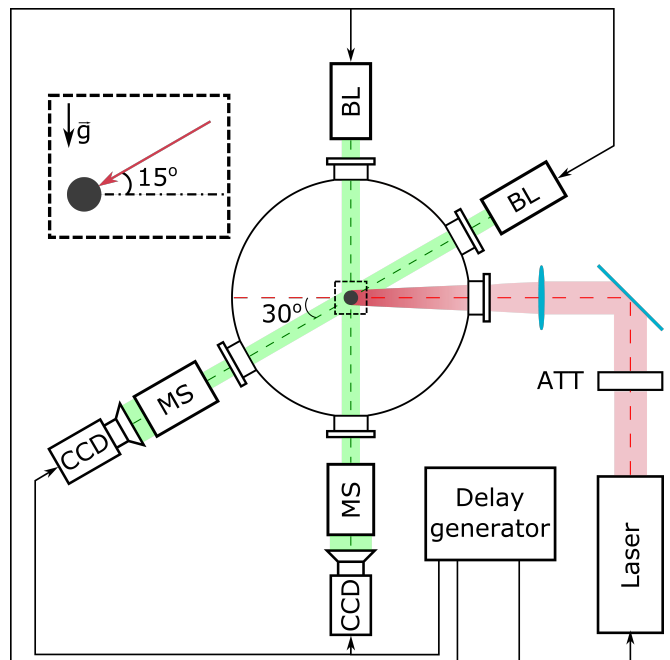 BL
g⃗
15°
BL
30°
ATT
MS
CCD
MS
CCD
Delay
generator
Laser